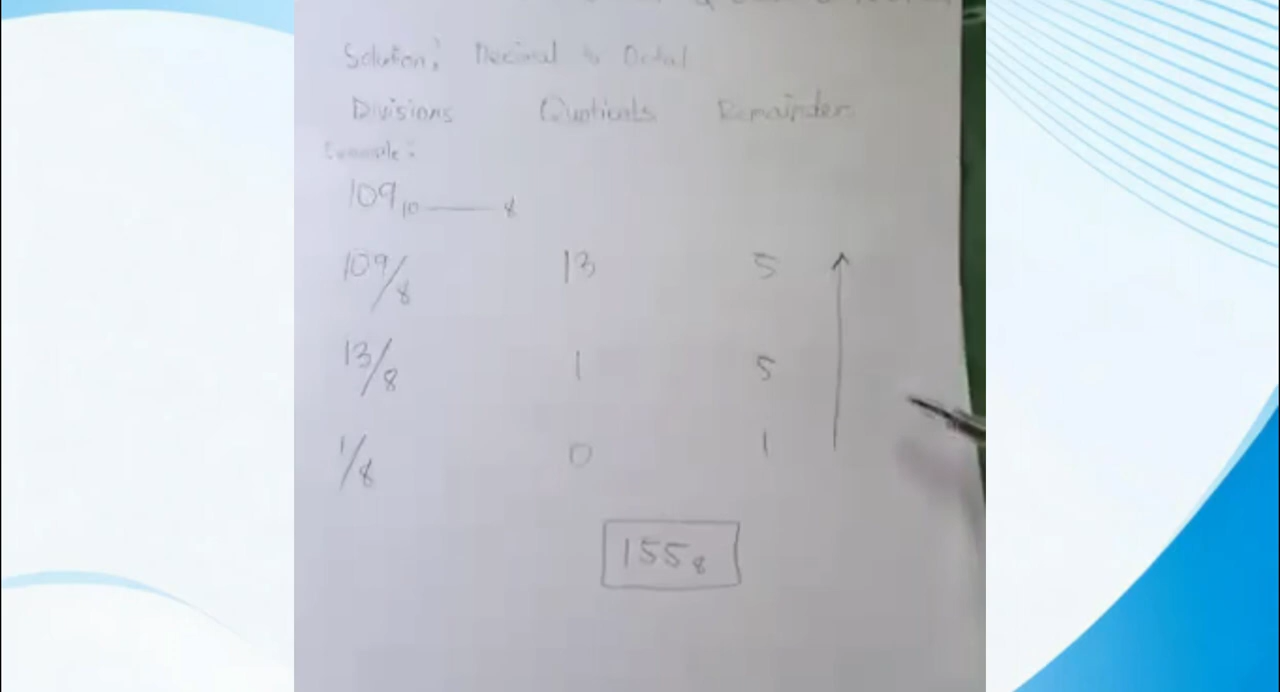 Solution: Decimal to Octal
Divisions Quotients Remainder
Example:
109₁₀ — 8
109/8 13 5
13/8 1 5
1/8 0 1
155₈